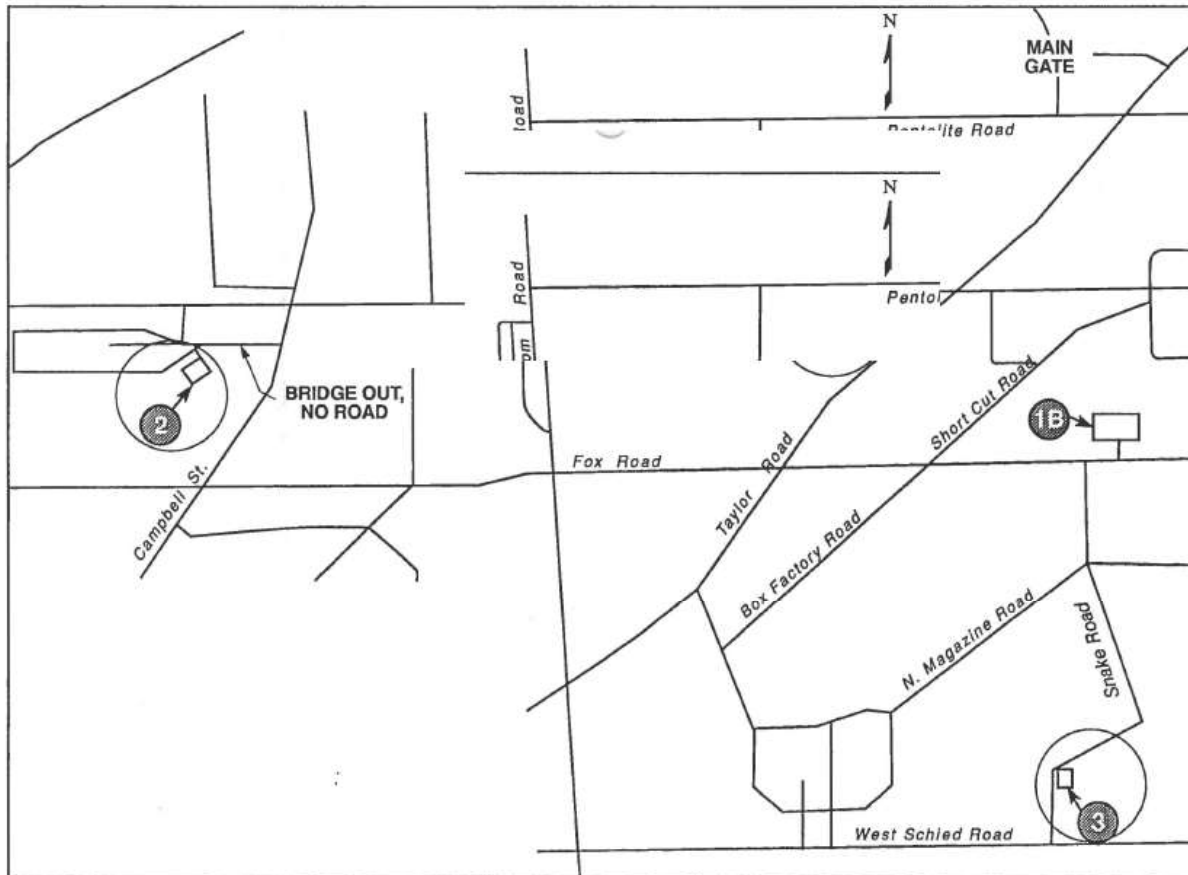 N
MAIN
GATE
Road
N
Pentol
BRIDGE OUT,
NO ROAD
2
1B
Short Cut Road
Fox Road
Taylor Road
Campbell St.
Box Factory Road
N. Magazine Road
Snake Road
3
West Schied Road